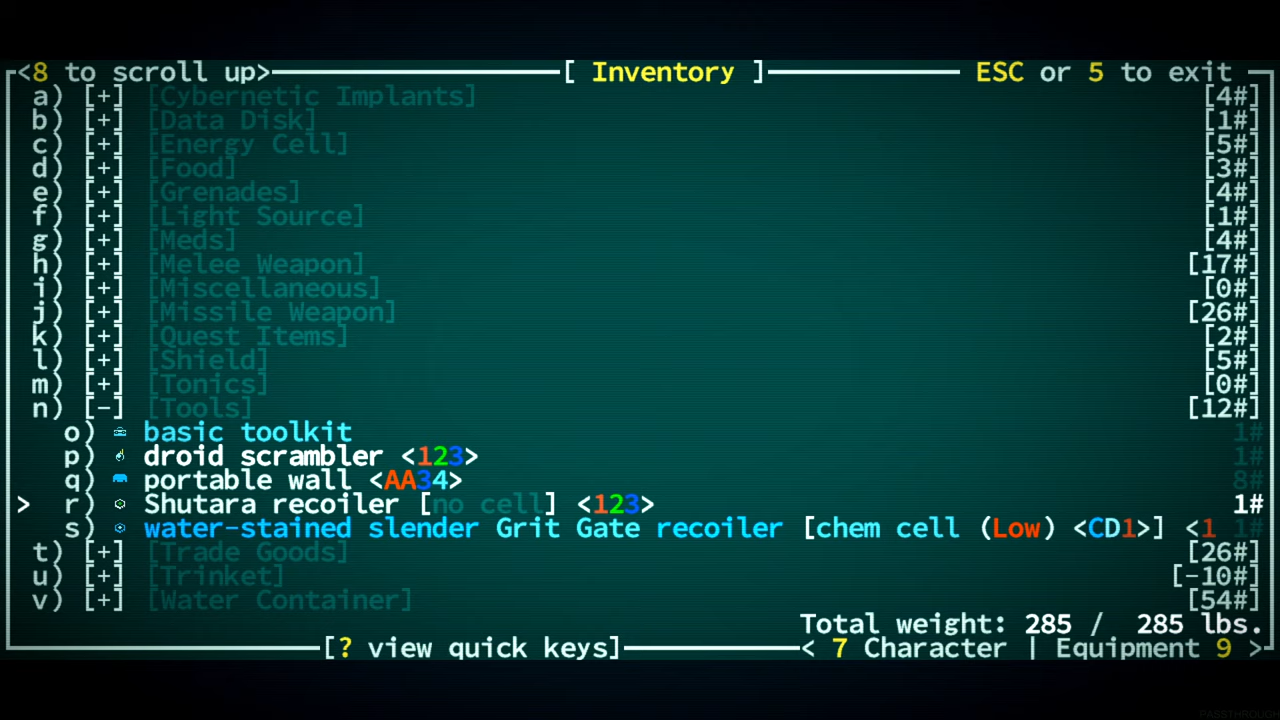 <8 to scroll up> [ Inventory ] ESC or 5 to exit
a) [+] [Cybernetic Implants] [4#]
b) [+] [Data Disk] [1#]
c) [+] [Energy Cell] [5#]
d) [+] [Food] [3#]
e) [+] [Grenades] [4#]
f) [+] [Light Source] [1#]
g) [+] [Meds] [4#]
h) [+] [Melee Weapon] [17#]
i) [+] [Miscellaneous] [0#]
j) [+] [Missile Weapon] [26#]
k) [+] [Quest Items] [2#]
l) [+] [Shield] [5#]
m) [+] [Tonics] [0#]
n) [-] [Tools] [12#]
o) basic toolkit 1#
p) droid scrambler <123> 1#
q) portable wall <AA34> 8#
> r) Shutara recoiler [no cell] <123> 1#
s) water-stained slender Grit Gate recoiler [chem cell (Low) <CD1>] <1 1#
t) [+] [Trade Goods] [26#]
u) [+] [Trinket] [-10#]
v) [+] [Water Container] [54#]
Total weight: 285 / 285 lbs.
[? view quick keys] < 7 Character | Equipment 9 >
PASSTHROUGH